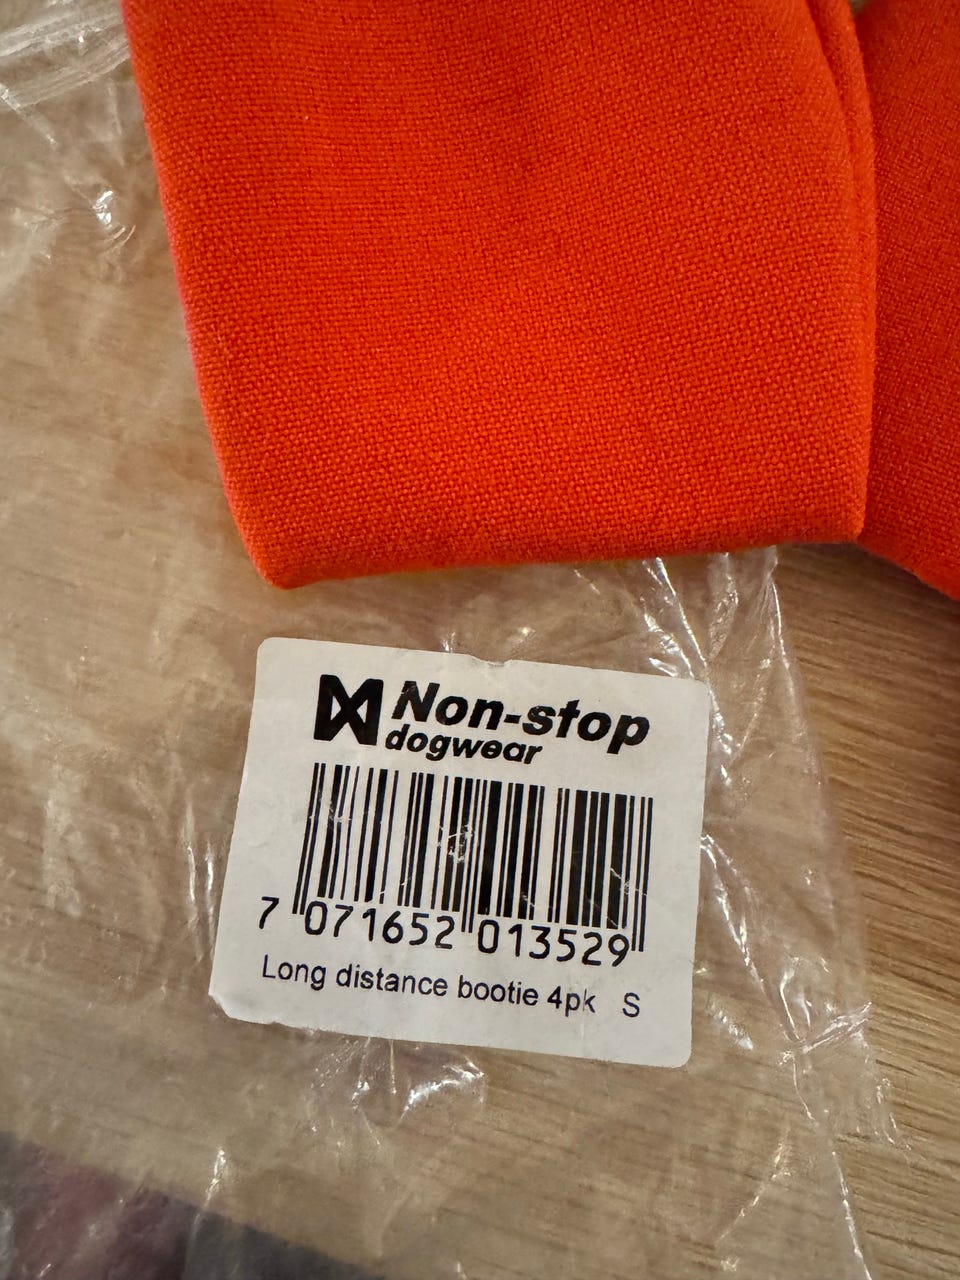 Non-stop
dogwear
7 071652 013529
Long distance bootie 4pk S